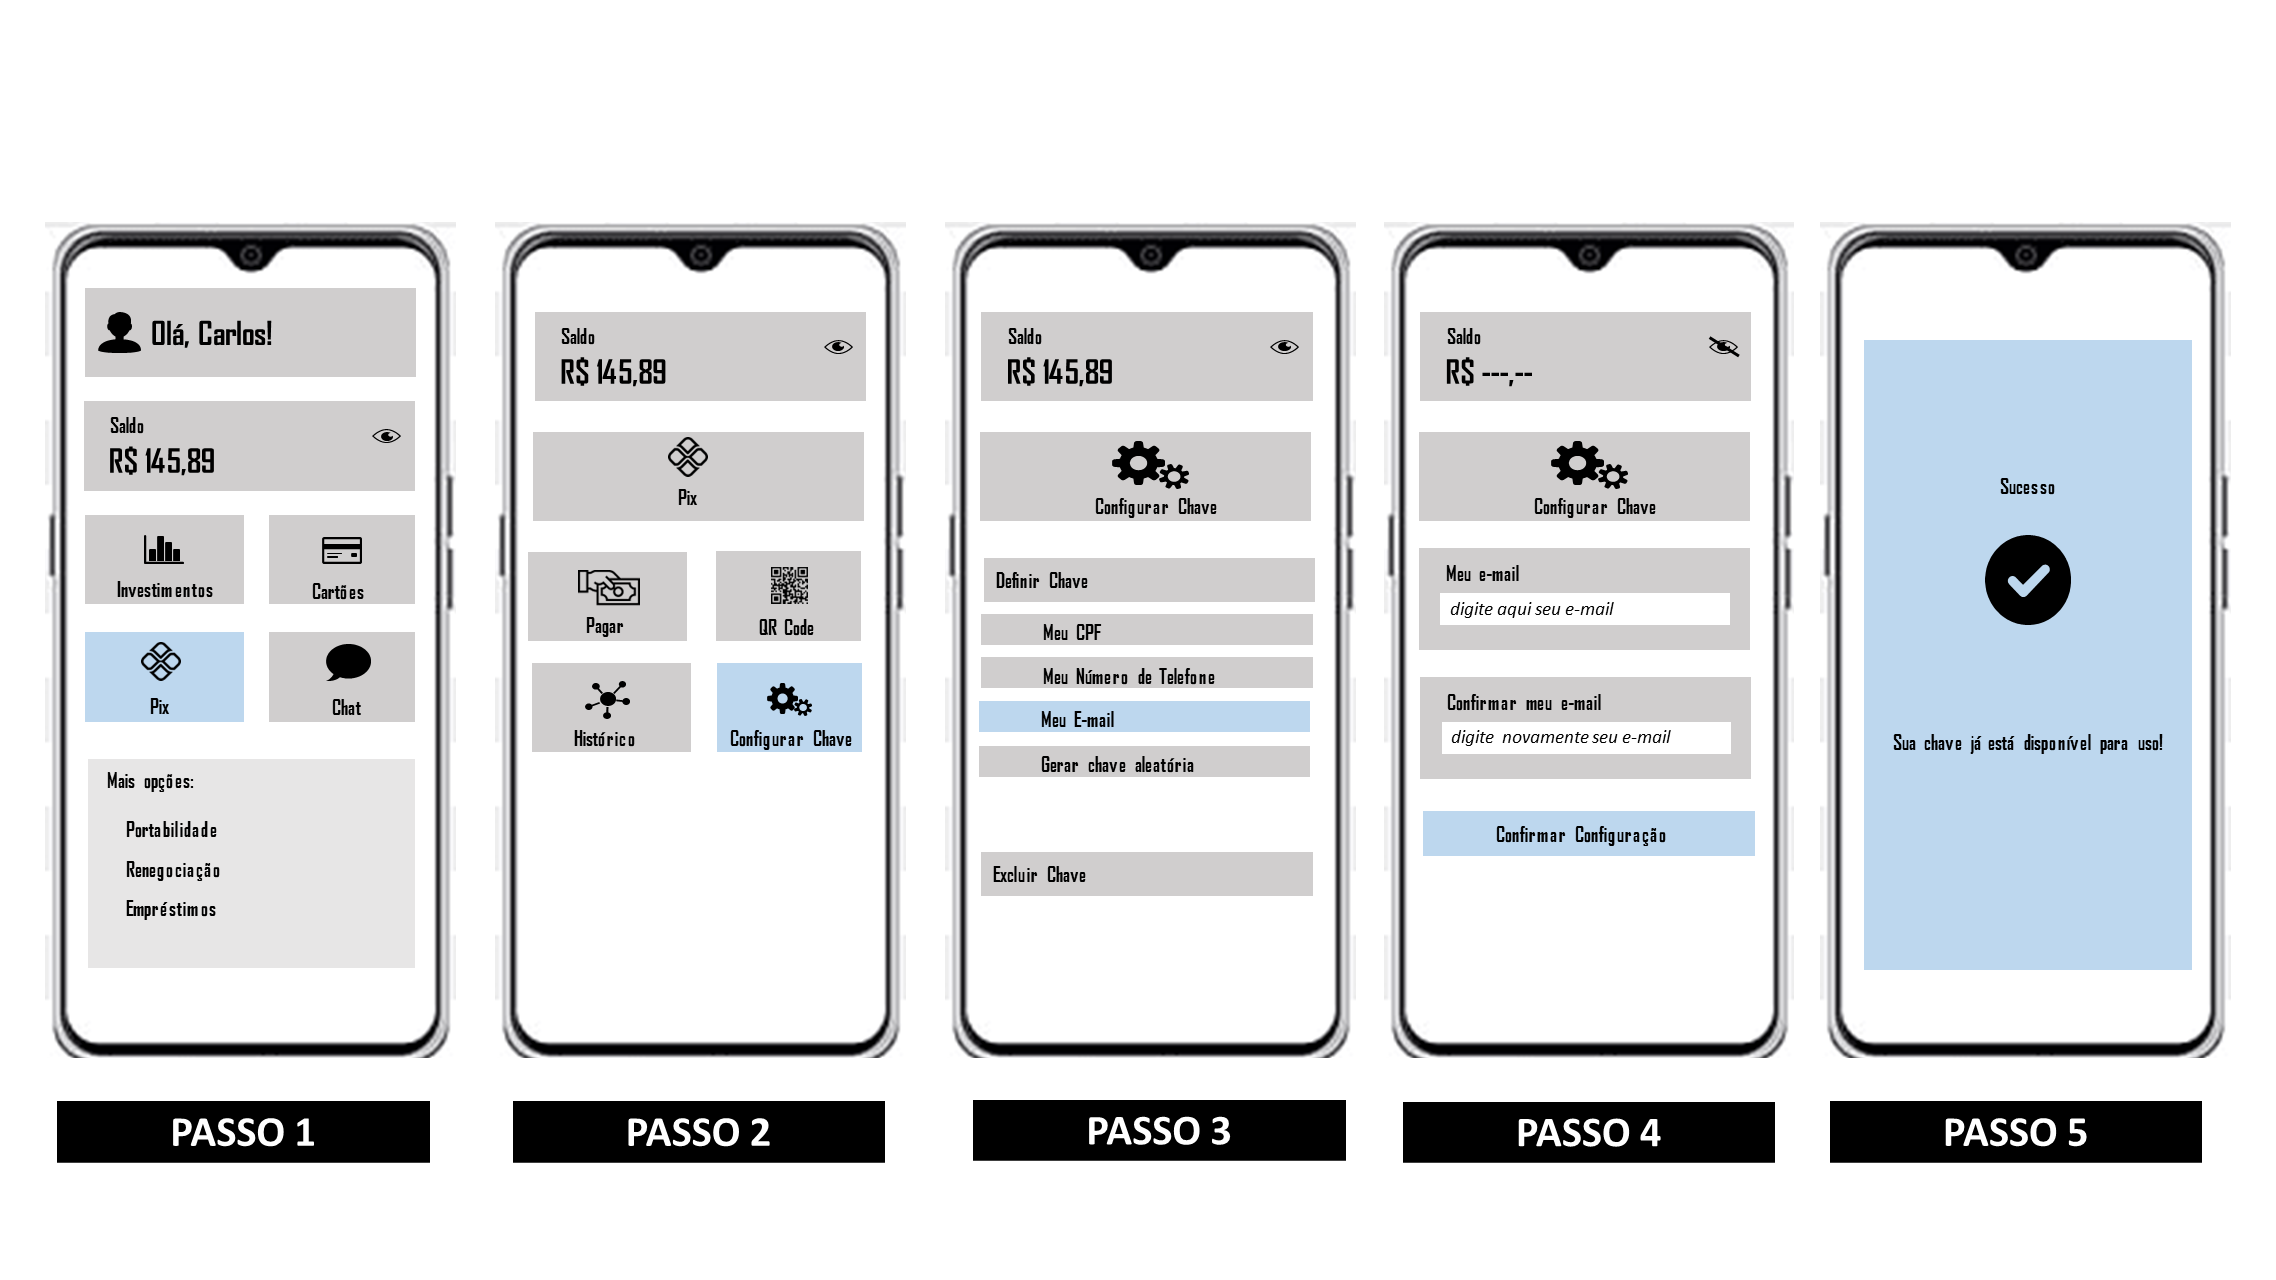 Olá, Carlos!
Saldo
R$ 145,89
Investimentos
Cartões
Pix
Chat
Mais opções:
Portabilidade
Renegociação
Empréstimos
PASSO 1
Saldo
R$ 145,89
Pix
Pagar
QR Code
Histórico
Configurar Chave
PASSO 2
Saldo
R$ 145,89
Configurar Chave
Definir Chave
Meu CPF
Meu Número de Telefone
Meu E-mail
Gerar chave aleatória
Excluir Chave
PASSO 3
Saldo
R$ ---,--
Configurar Chave
Meu e-mail
digite aqui seu e-mail
Confirmar meu e-mail
digite novamente seu e-mail
Confirmar Configuração
PASSO 4
Sucesso
Sua chave já está disponível para uso!
PASSO 5